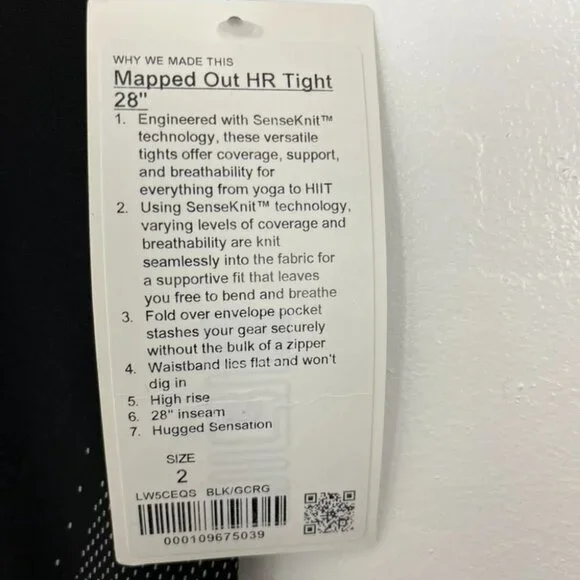 WHY WE MADE THIS
Mapped Out HR Tight
28"
1. Engineered with SenseKnit™
technology, these versatile
tights offer coverage, support,
and breathability for
everything from yoga to HIIT
2. Using SenseKnit™ technology,
varying levels of coverage and
breathability are knit
seamlessly into the fabric for
a supportive fit that leaves
you free to bend and breathe
3. Fold over envelope pocket
stashes your gear securely
without the bulk of a zipper
4. Waistband lies flat and won't
dig in
5. High rise
6. 28" inseam
7. Hugged Sensation
SIZE
2
LW5CEQS BLK/GCRG
000109675039